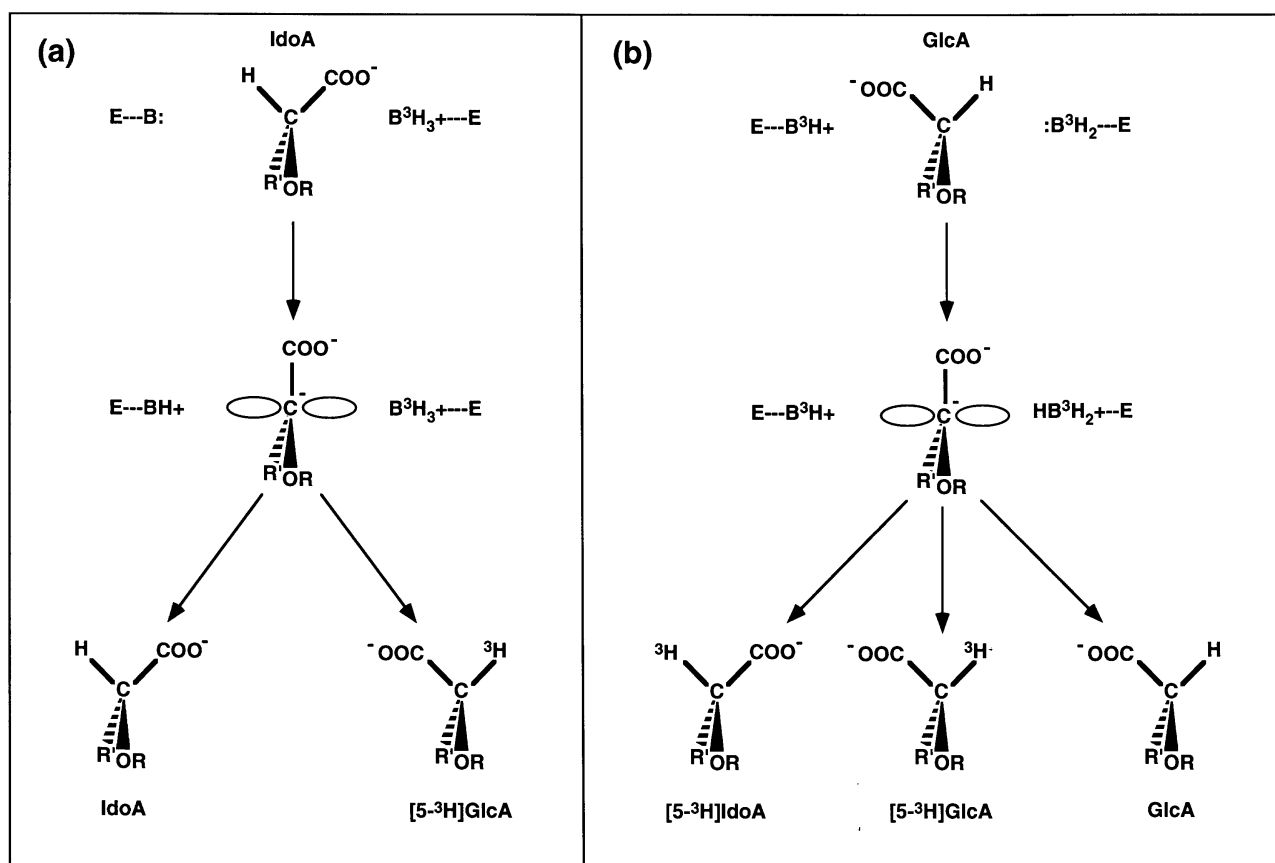 (a)
IdoA
H COO⁻
E---B: C B³H₃+---E
R' OR
COO⁻
E---BH+ C⁻ B³H₃+---E
R' OR
H COO⁻ ⁻OOC ³H
C C
R' OR R' OR
IdoA [5-³H]GlcA
(b)
GlcA
⁻OOC H
E---B³H+ C :B³H₂---E
R' OR
COO⁻
E---B³H+ C⁻ HB³H₂+--E
R' OR
³H COO⁻ ⁻OOC ³H ⁻OOC H
C C C
R' OR R' OR R' OR
[5-³H]IdoA [5-³H]GlcA GlcA